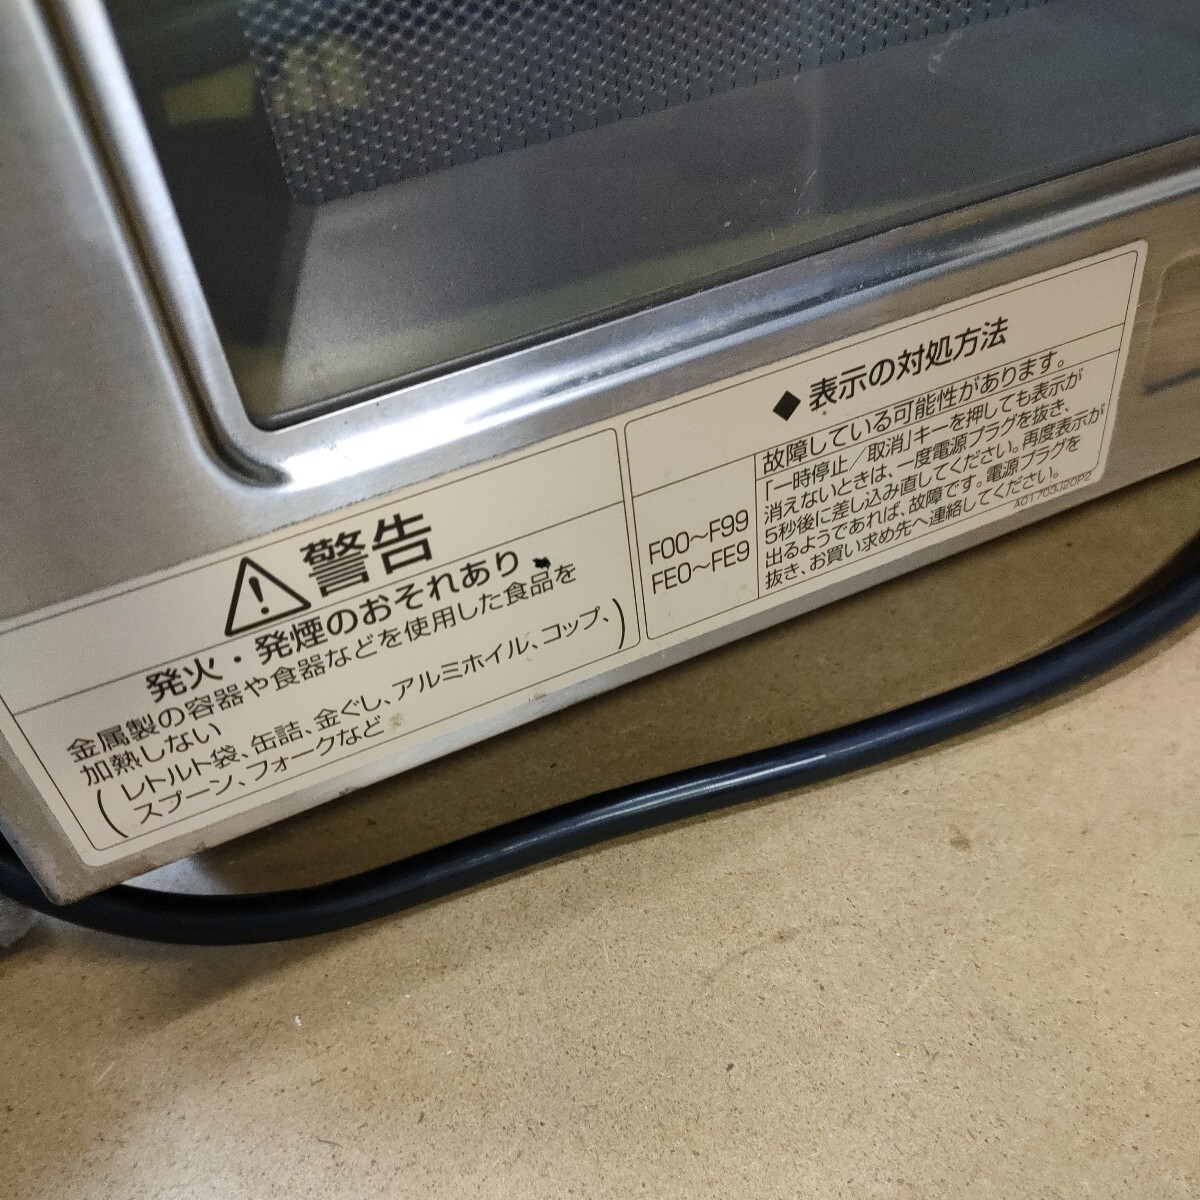 ⚠警告
発火・発煙のおそれあり
金属製の容器や食器などを使用した食品を
加熱しない
(レトルト袋、缶詰、金ぐし、アルミホイル、コップ、
スプーン、フォークなど)
◆表示の対処方法
F00～F99
FE0～FE9
故障している可能性があります。
「一時停止／取消」キーを押しても表示が
消えないときは、一度電源プラグを抜き、
5秒後に差し込み直してください。再度表示が
出るようであれば、故障です。電源プラグを
抜き、お買い求め先へ連絡してください。
A01703J20P2